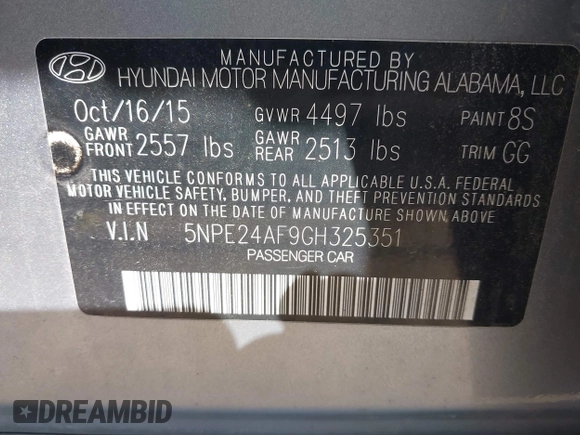 MANUFACTURED BY
HYUNDAI MOTOR MANUFACTURING ALABAMA, LLC
Oct/16/15 GVWR 4497 lbs PAINT 8S
GAWR FRONT 2557 lbs GAWR REAR 2513 lbs TRIM GG
THIS VEHICLE CONFORMS TO ALL APPLICABLE U.S.A. FEDERAL
MOTOR VEHICLE SAFETY, BUMPER, AND THEFT PREVENTION STANDARDS
IN EFFECT ON THE DATE OF MANUFACTURE SHOWN ABOVE.
V.I.N 5NPE24AF9GH325351
PASSENGER CAR
DREAMBID